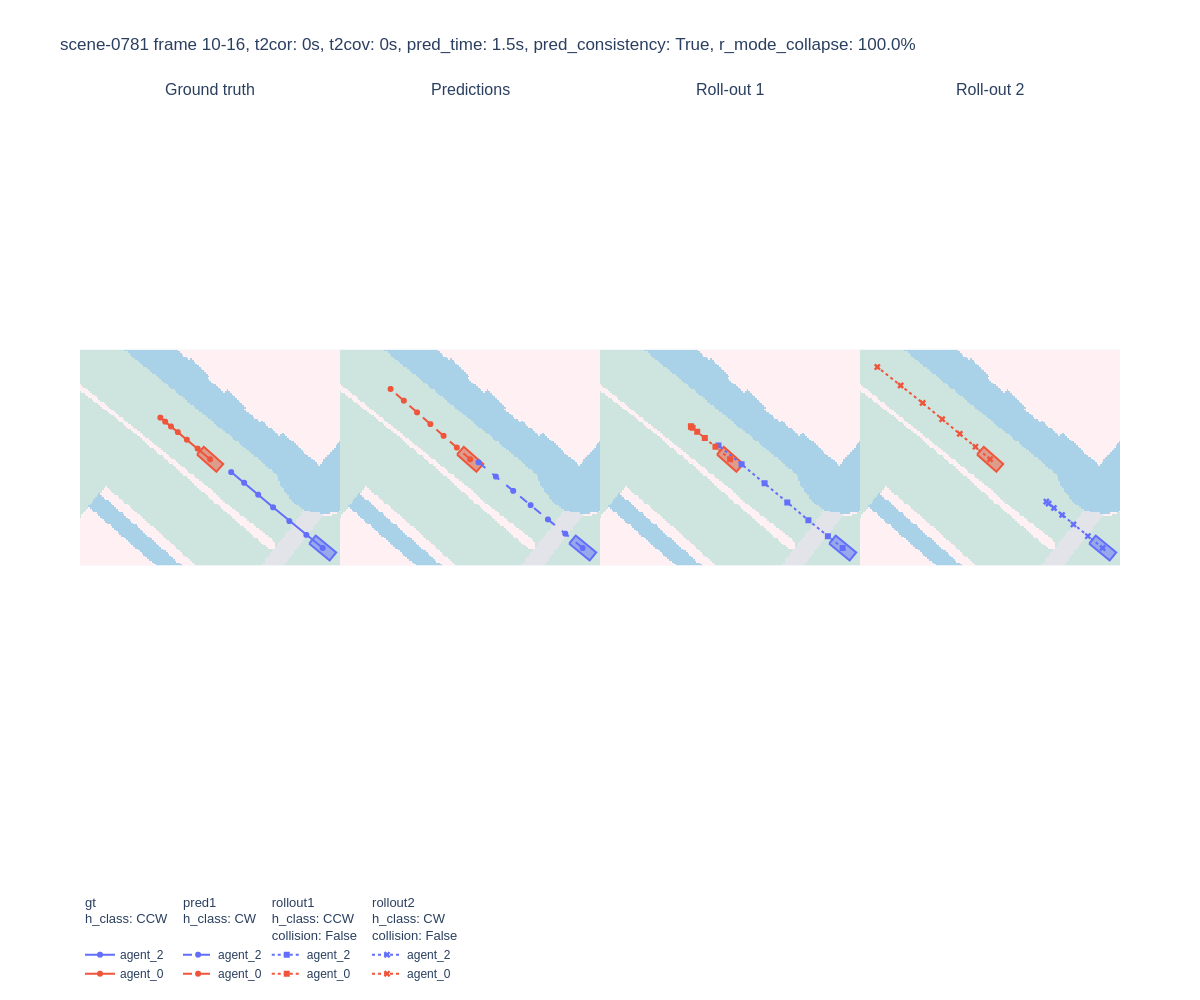 scene-0781 frame 10-16, t2cor: 0s, t2cov: 0s, pred_time: 1.5s, pred_consistency: True, r_mode_collapse: 100.0%
Ground truth
Predictions
Roll-out 1
Roll-out 2
gt
h_class: CCW
agent_2
agent_0
pred1
h_class: CW
agent_2
agent_0
rollout1
h_class: CCW
collision: False
agent_2
agent_0
rollout2
h_class: CW
collision: False
agent_2
agent_0